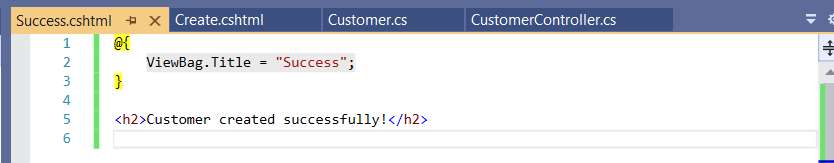 Success.cshtml Create.cshtml Customer.cs CustomerController.cs
1 @{
2 ViewBag.Title = "Success";
3 }
4
5 <h2>Customer created successfully!</h2>
6